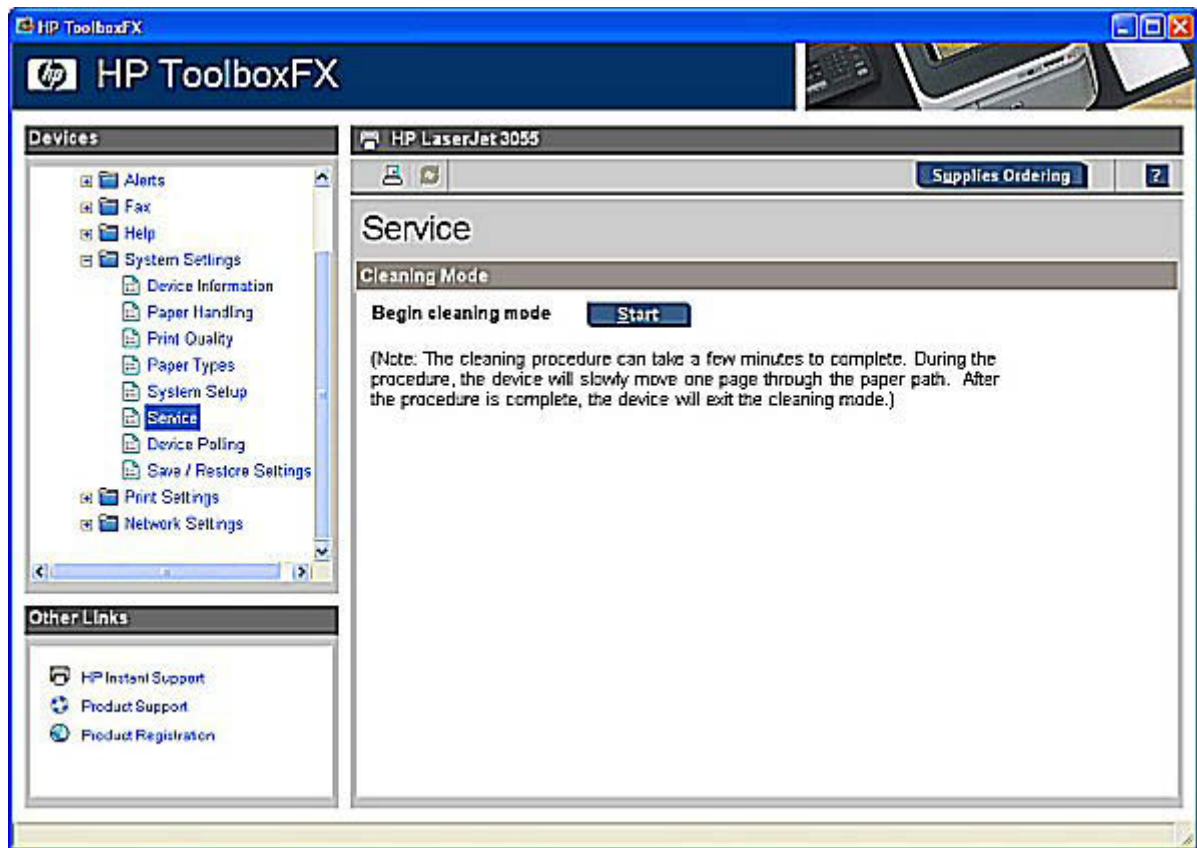 HP ToolboxFX
hp HP ToolboxFX
Devices
Alerts
Fax
Help
System Settings
Device Information
Paper Handling
Print Quality
Paper Types
System Setup
Service
Device Polling
Save / Restore Settings
Print Settings
Network Settings
Other Links
HP Instant Support
Product Support
Product Registration
HP LaserJet 3055
Supplies Ordering ?
Service
Cleaning Mode
Begin cleaning mode Start
(Note: The cleaning procedure can take a few minutes to complete. During the
procedure, the device will slowly move one page through the paper path. After
the procedure is complete, the device will exit the cleaning mode.)